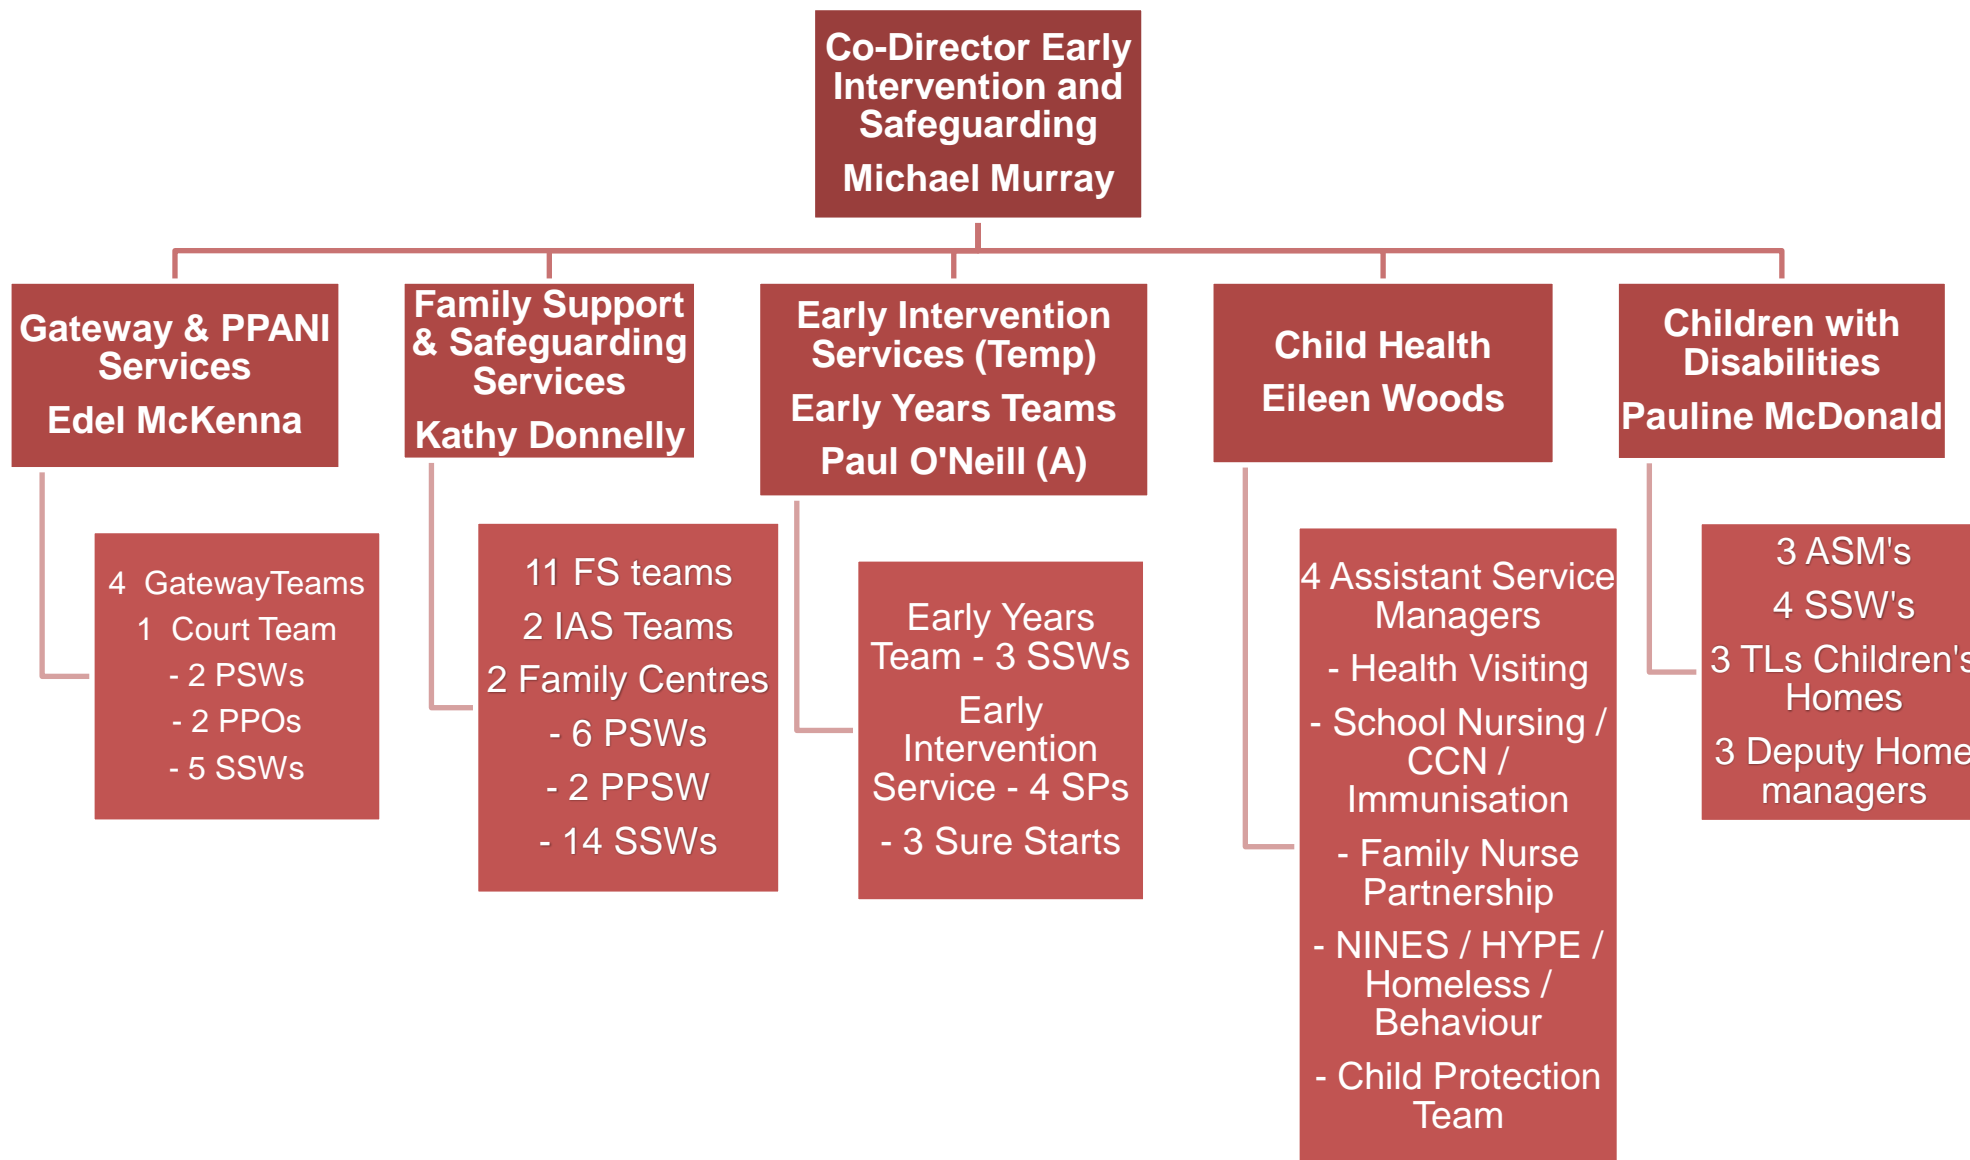 Co-Director Early
Intervention and
Safeguarding
Michael Murray
Gateway & PPANI
Services
Edel McKenna
Family Support
& Safeguarding
Services
Kathy Donnelly
Early Intervention
Services (Temp)
Early Years Teams
Paul O'Neill (A)
Child Health
Eileen Woods
Children with
Disabilities
Pauline McDonald
4 GatewayTeams
1 Court Team
- 2 PSWs
- 2 PPOs
- 5 SSWs
11 FS teams
2 IAS Teams
2 Family Centres
- 6 PSWs
- 2 PPSW
- 14 SSWs
Early Years
Team - 3 SSWs
Early
Intervention
Service - 4 SPs
- 3 Sure Starts
4 Assistant Service
Managers
- Health Visiting
- School Nursing /
CCN /
Immunisation
- Family Nurse
Partnership
- NINES / HYPE /
Homeless /
Behaviour
- Child Protection
Team
3 ASM's
4 SSW's
3 TLs Children's
Homes
3 Deputy Home
managers